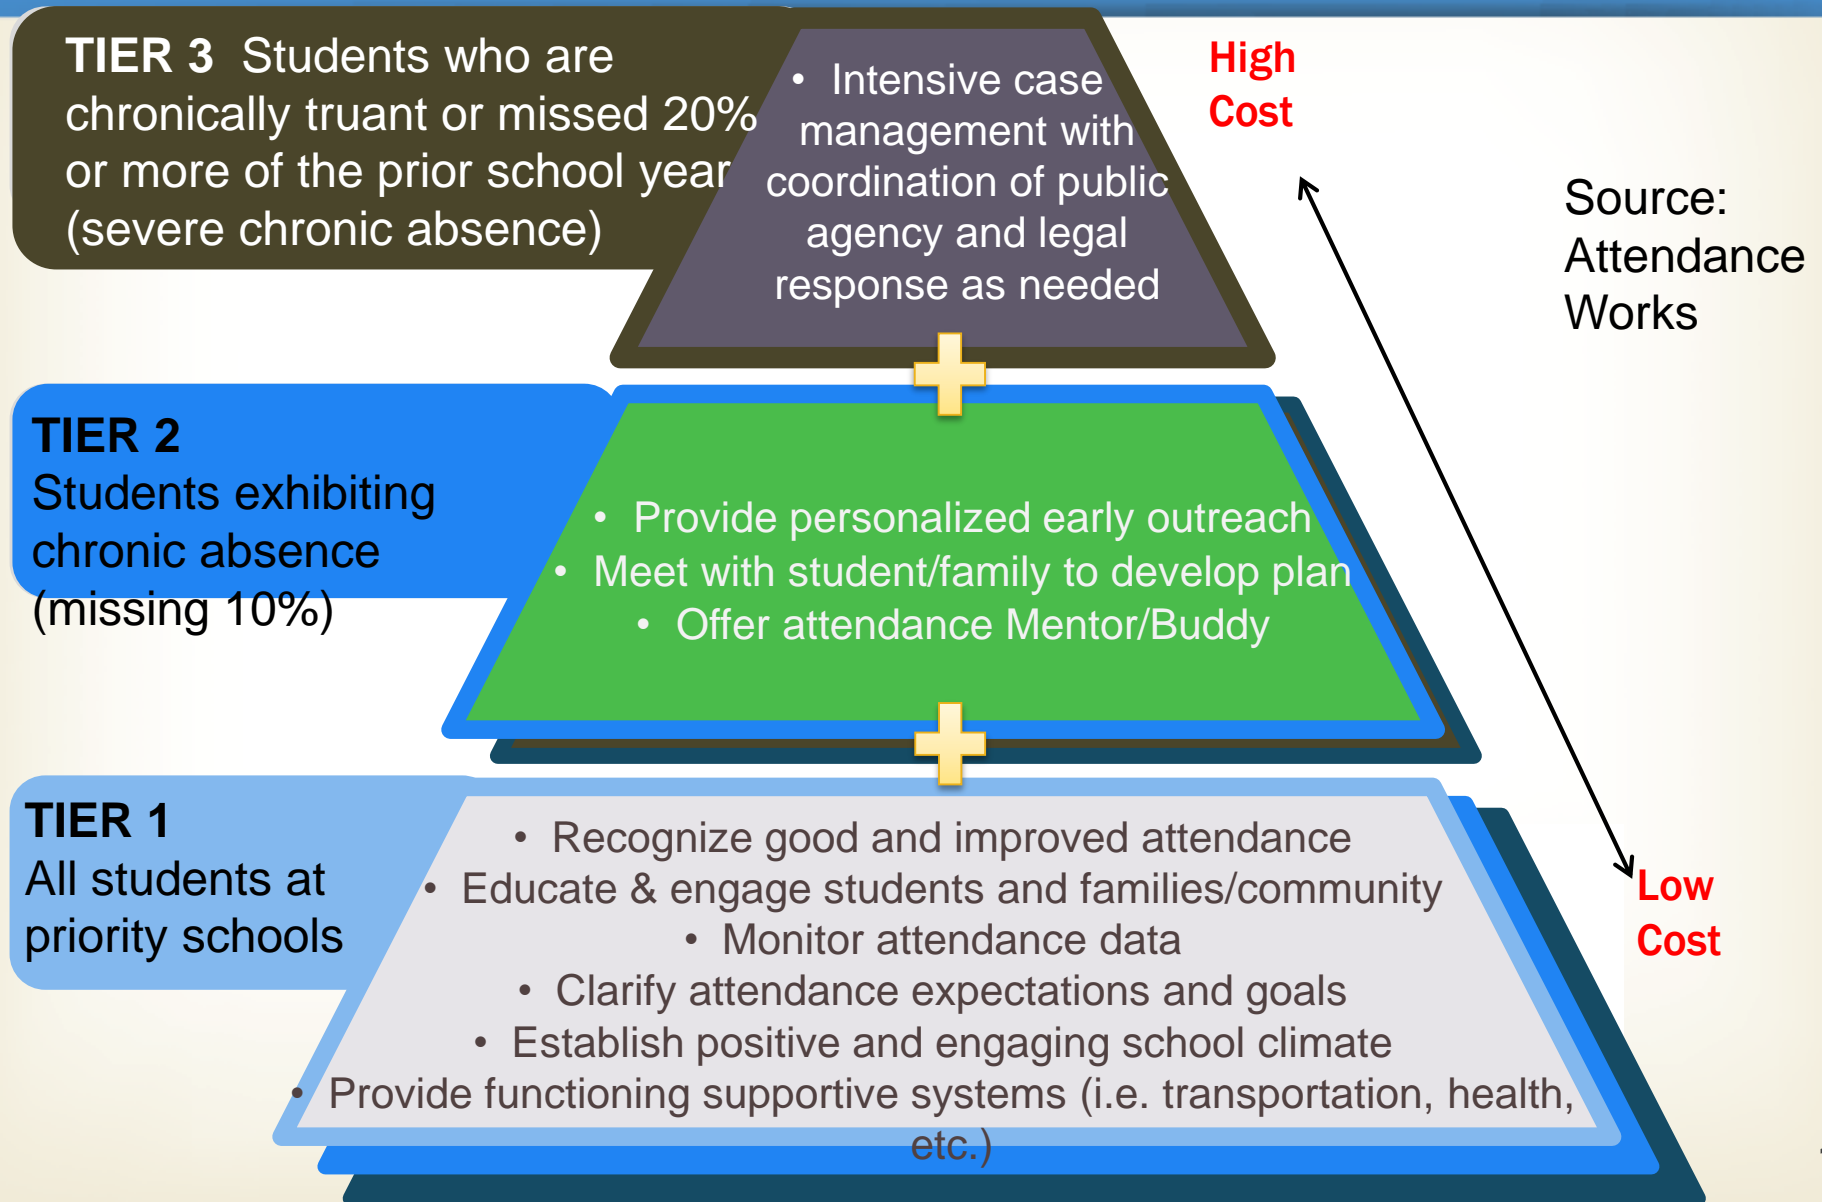 TIER 3 Students who are
chronically truant or missed 20%
or more of the prior school year
(severe chronic absence)
• Intensive case
management with
coordination of public
agency and legal
response as needed
High
Cost
Source:
Attendance
Works
TIER 2
Students exhibiting
chronic absence
(missing 10%)
• Provide personalized early outreach
• Meet with student/family to develop plan
• Offer attendance Mentor/Buddy
TIER 1
All students at
priority schools
• Recognize good and improved attendance
• Educate & engage students and families/community
• Monitor attendance data
• Clarify attendance expectations and goals
• Establish positive and engaging school climate
• Provide functioning supportive systems (i.e. transportation, health,
etc.)
Low
Cost